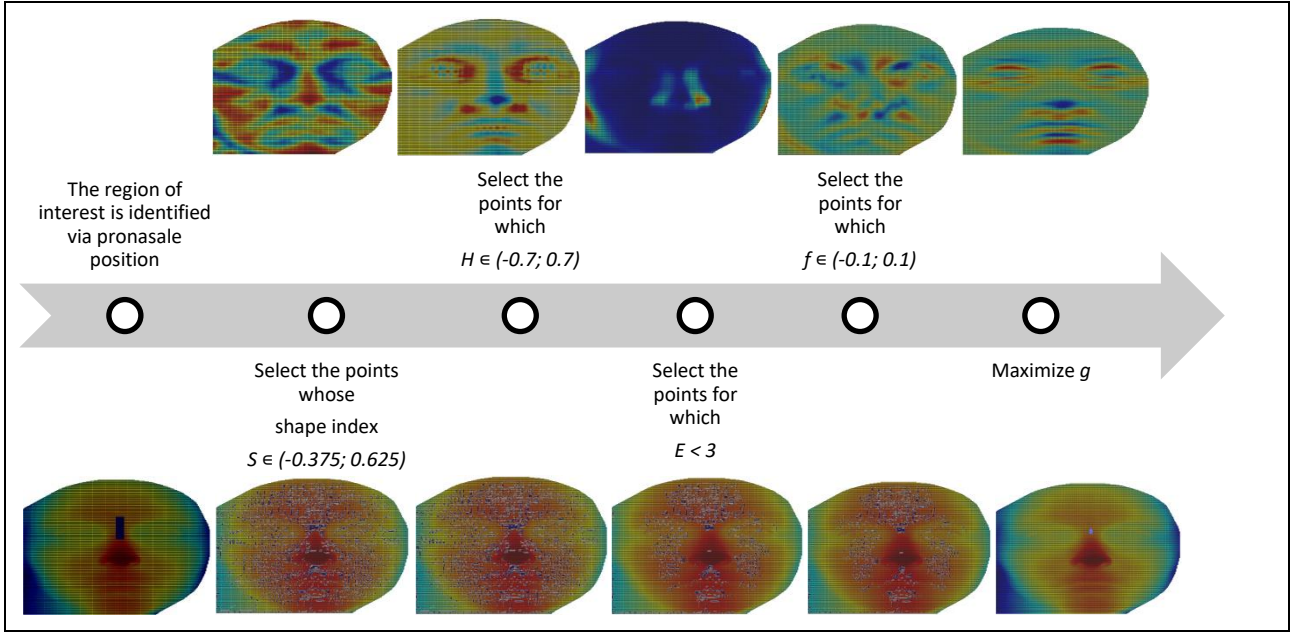 The region of
interest is identified
via pronasale
position
Select the points
whose
shape index
S ∈ (-0.375; 0.625)
Select the
points for
which
H ∈ (-0.7; 0.7)
Select the
points for
which
E < 3
Select the
points for
which
f ∈ (-0.1; 0.1)
Maximize g